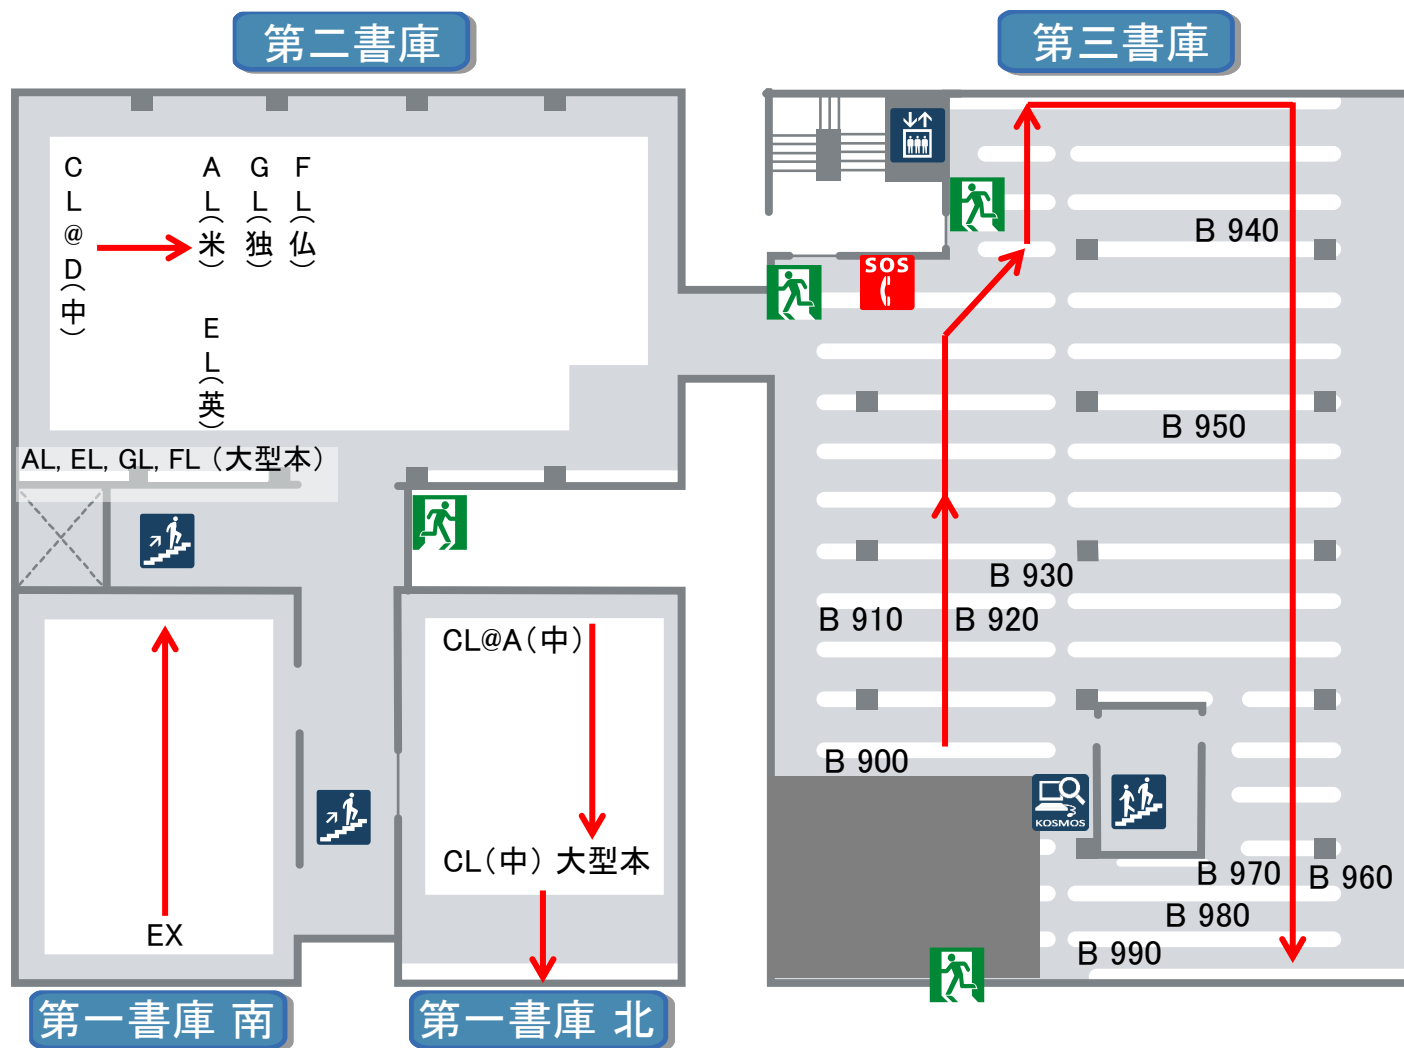 第二書庫
第三書庫
CL@D(中)
AL(米)
GL(独)
FL(仏)
EL(英)
AL, EL, GL, FL (大型本)
SOS
B 940
B 950
B 930
B 910
B 920
B 900
KOSMOS
B 970
B 960
B 980
B 990
CL@A(中)
CL(中) 大型本
EX
第一書庫 南
第一書庫 北